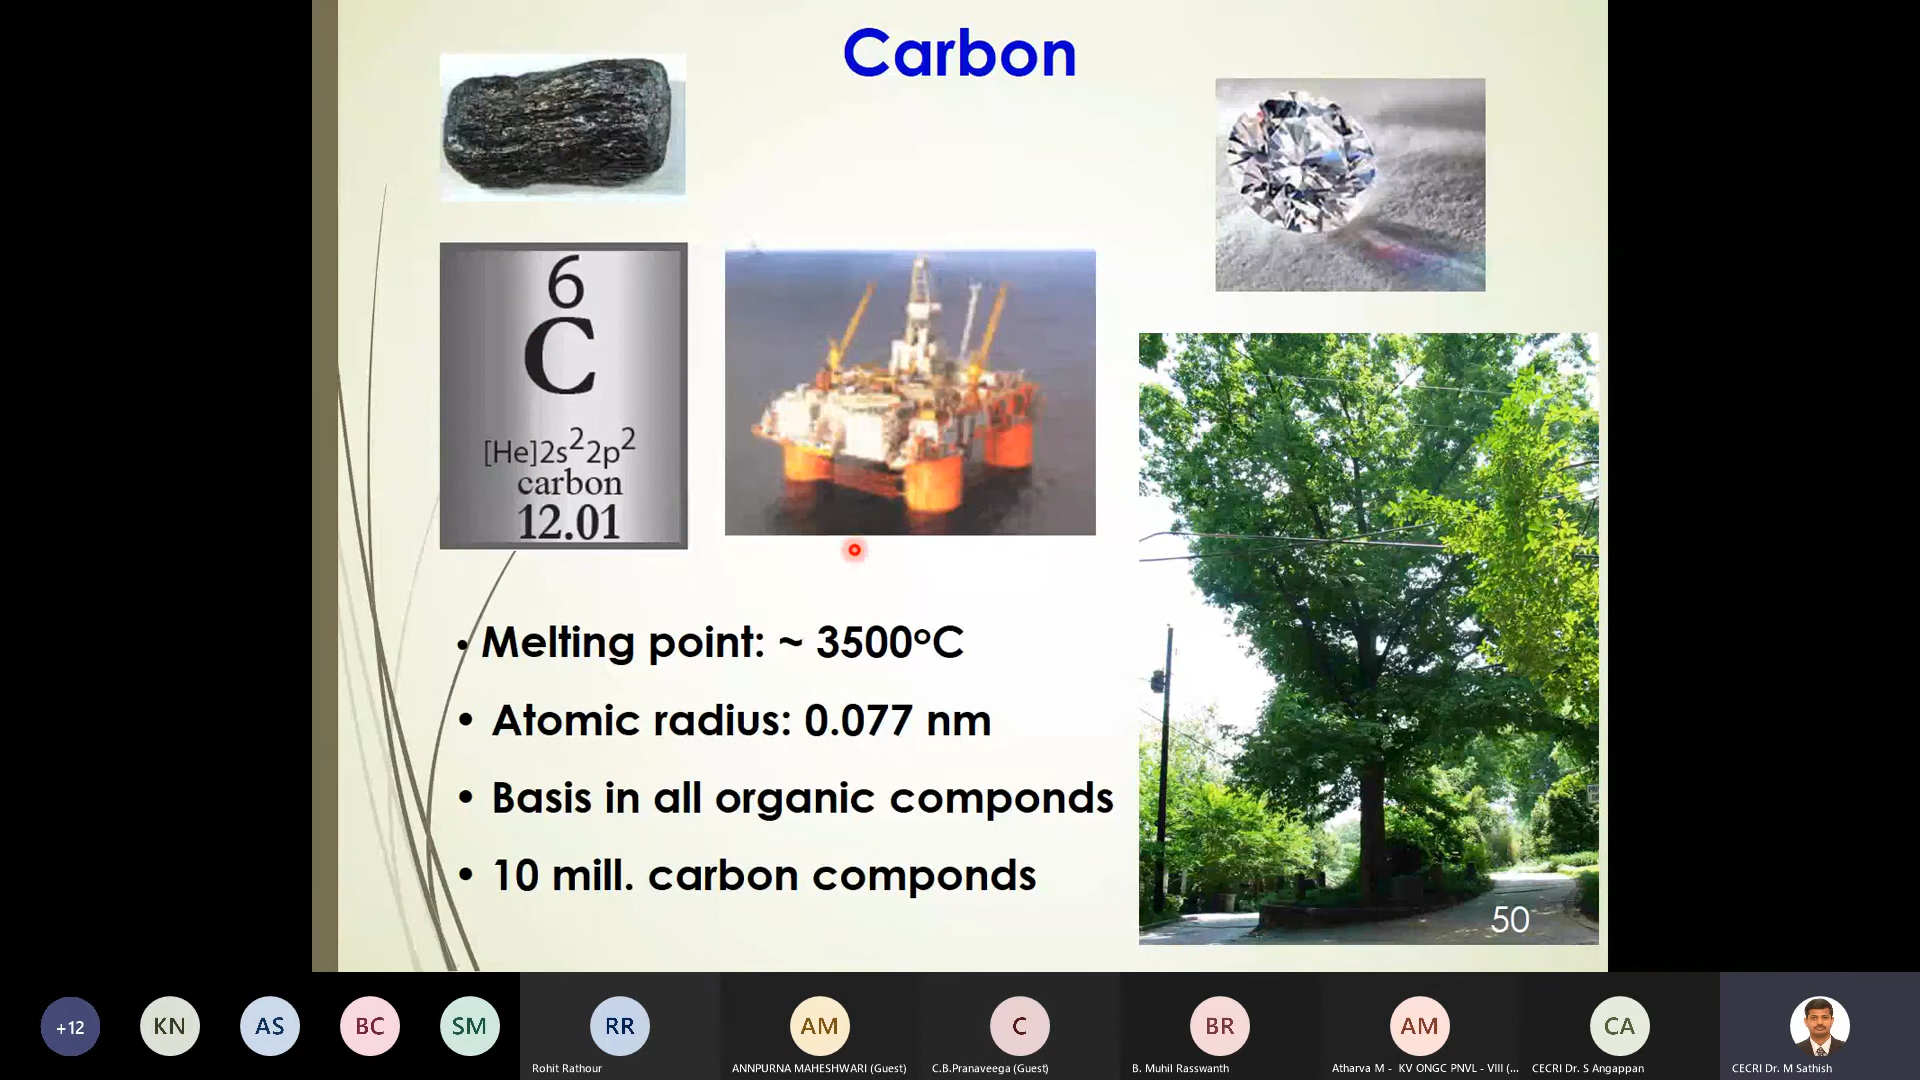 Carbon
6
C
[He]2s²2p²
carbon
12.01
• Melting point: ~ 3500°C
• Atomic radius: 0.077 nm
• Basis in all organic componds
• 10 mill. carbon componds
50
+12
KN
AS
BC
SM
RR
AM
C
BR
AM
CA
Rohit Rathour
ANNPURNA MAHESHWARI (Guest)
C.B.Pranaveega (Guest)
B. Muhil Rasswanth
Atharva M - KV ONGC PNVL - VIII (...
CECRI Dr. S Angappan
CECRI Dr. M Sathish